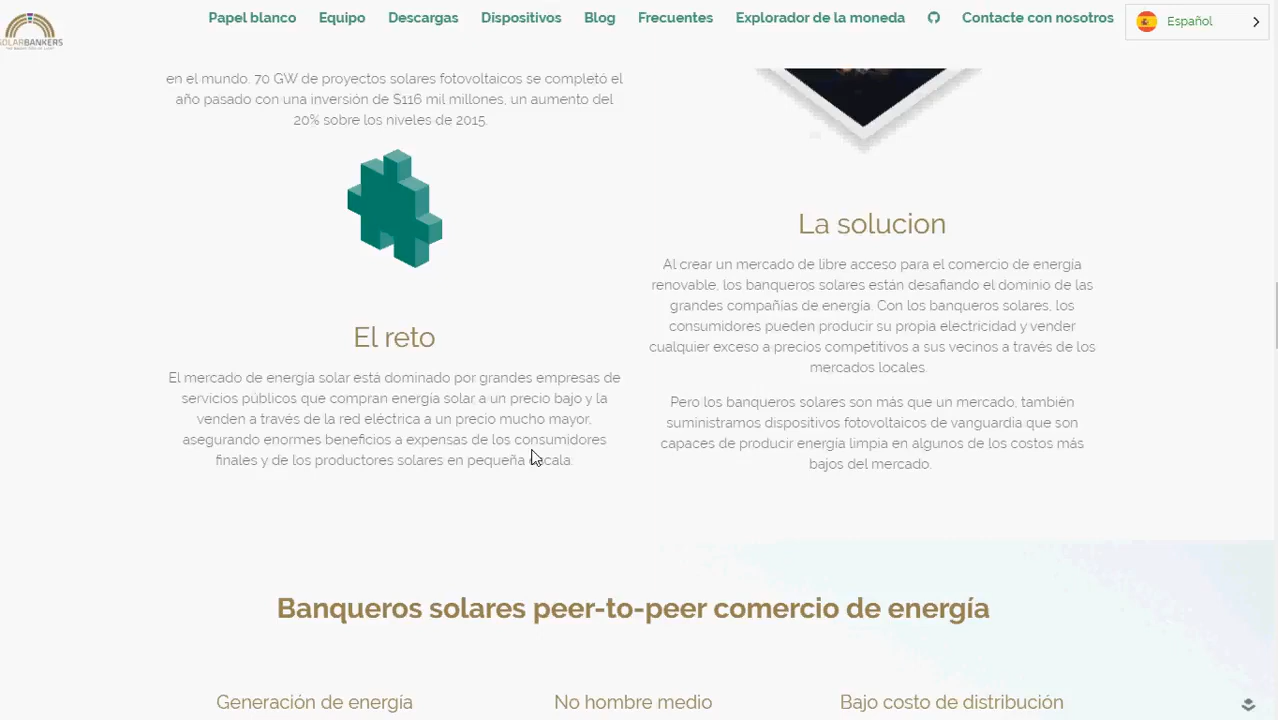 Papel blanco Equipo Descargas Dispositivos Blog Frecuentes Explorador de la moneda Contacte con nosotros Español
SOLARBANKERS
en el mundo. 70 GW de proyectos solares fotovoltaicos se completó el
año pasado con una inversión de $116 mil millones, un aumento del
20% sobre los niveles de 2015.
El reto
El mercado de energía solar está dominado por grandes empresas de
servicios públicos que compran energía solar a un precio bajo y la
venden a través de la red eléctrica a un precio mucho mayor,
asegurando enormes beneficios a expensas de los consumidores
finales y de los productores solares en pequeña escala.
La solucion
Al crear un mercado de libre acceso para el comercio de energía
renovable, los banqueros solares están desafiando el dominio de las
grandes compañías de energía. Con los banqueros solares, los
consumidores pueden producir su propia electricidad y vender
cualquier exceso a precios competitivos a sus vecinos a través de los
mercados locales.
Pero los banqueros solares son más que un mercado, también
suministramos dispositivos fotovoltaicos de vanguardia que son
capaces de producir energía limpia en algunos de los costos más
bajos del mercado.
Banqueros solares peer-to-peer comercio de energía
Generación de energía No hombre medio Bajo costo de distribución